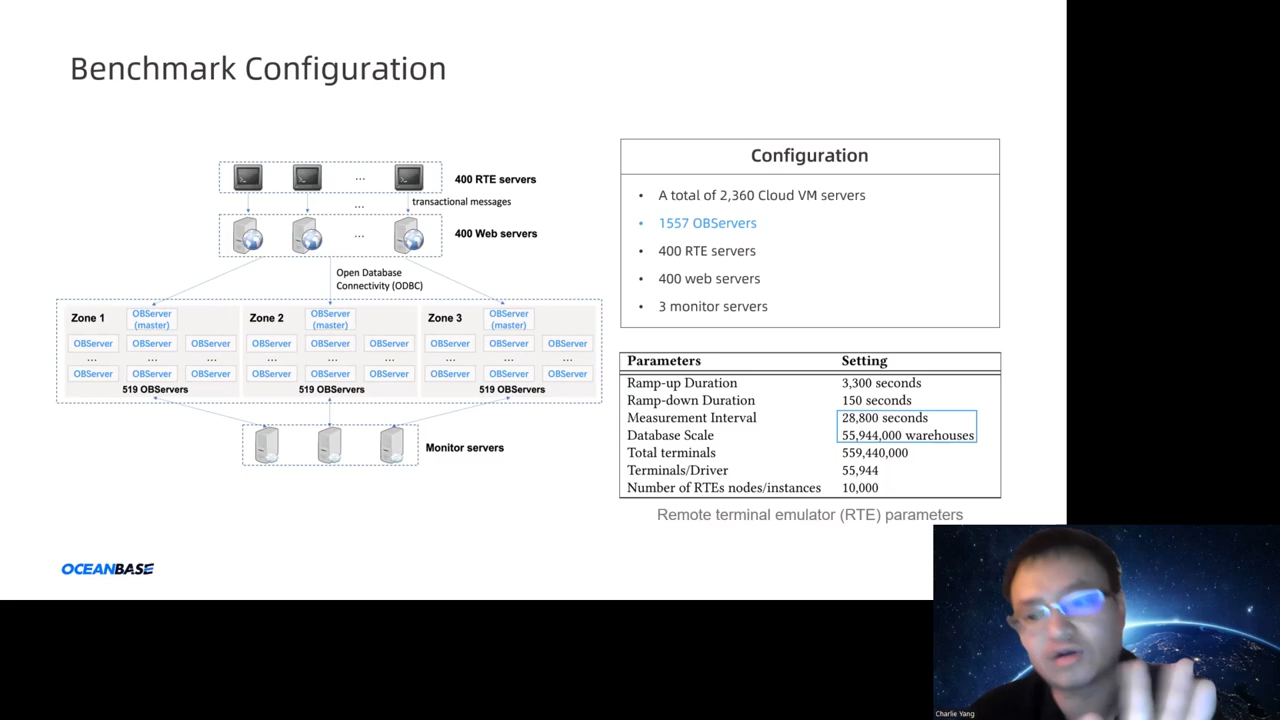 Benchmark Configuration
400 RTE servers
...
transactional messages
...
400 Web servers
...
Open Database
Connectivity (ODBC)
Zone 1
OBServer
(master)
OBServer OBServer OBServer
... ... ...
OBServer OBServer OBServer
519 OBServers
Zone 2
OBServer
(master)
OBServer OBServer OBServer
... ... ...
OBServer OBServer OBServer
519 OBServers
Zone 3
OBServer
(master)
OBServer OBServer OBServer
... ... ...
OBServer OBServer OBServer
519 OBServers
Monitor servers
Configuration
• A total of 2,360 Cloud VM servers
• 1557 OBServers
• 400 RTE servers
• 400 web servers
• 3 monitor servers
Parameters Setting
Ramp-up Duration 3,300 seconds
Ramp-down Duration 150 seconds
Measurement Interval 28,800 seconds
Database Scale 55,944,000 warehouses
Total terminals 559,440,000
Terminals/Driver 55,944
Number of RTEs nodes/instances 10,000
Remote terminal emulator (RTE) parameters
OCEANBASE
Charlie Yang